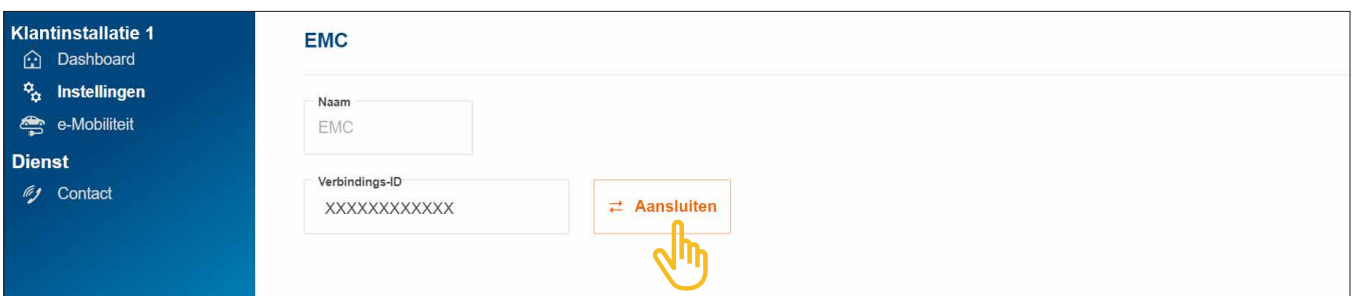 Klantinstallatie 1
Dashboard
Instellingen
e-Mobiliteit
Dienst
Contact
EMC
Naam
EMC
Verbindings-ID
XXXXXXXXXXXX
Aansluiten